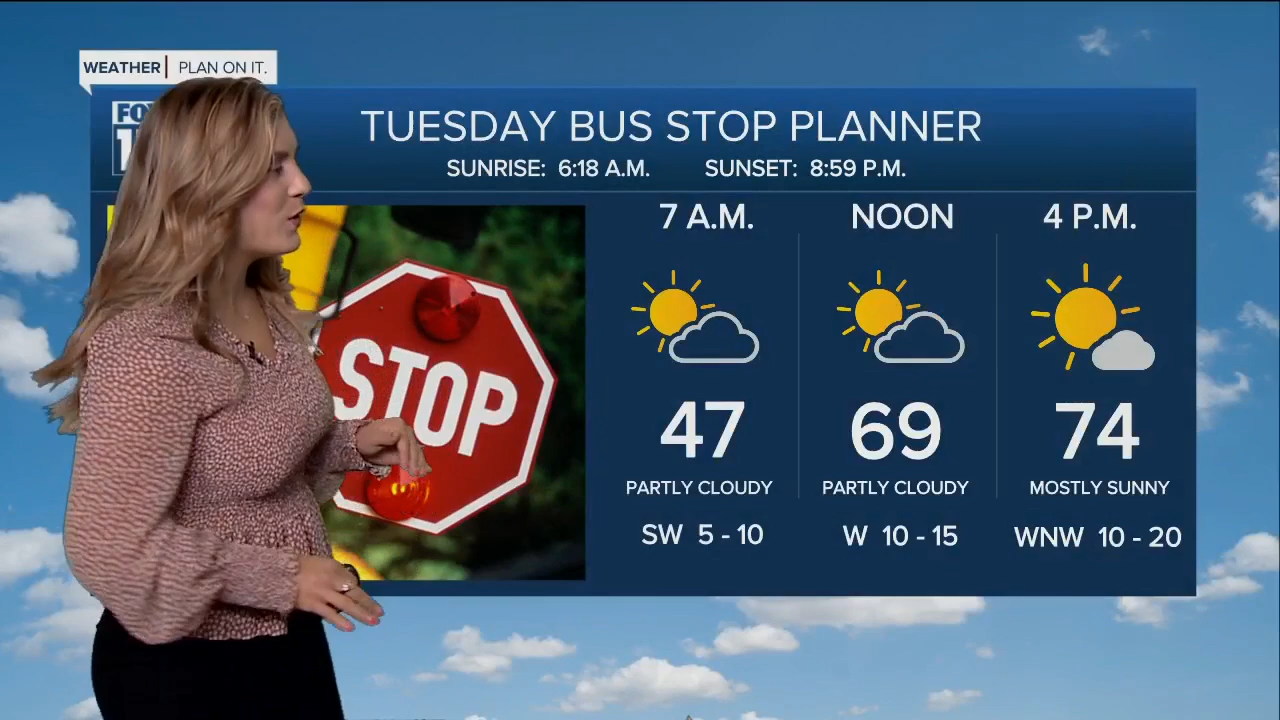 WEATHER | PLAN ON IT.
FOX
TUESDAY BUS STOP PLANNER
SUNRISE: 6:18 A.M. SUNSET: 8:59 P.M.
7 A.M. NOON 4 P.M.
STOP
47 69 74
PARTLY CLOUDY PARTLY CLOUDY MOSTLY SUNNY
SW 5 - 10 W 10 - 15 WNW 10 - 20